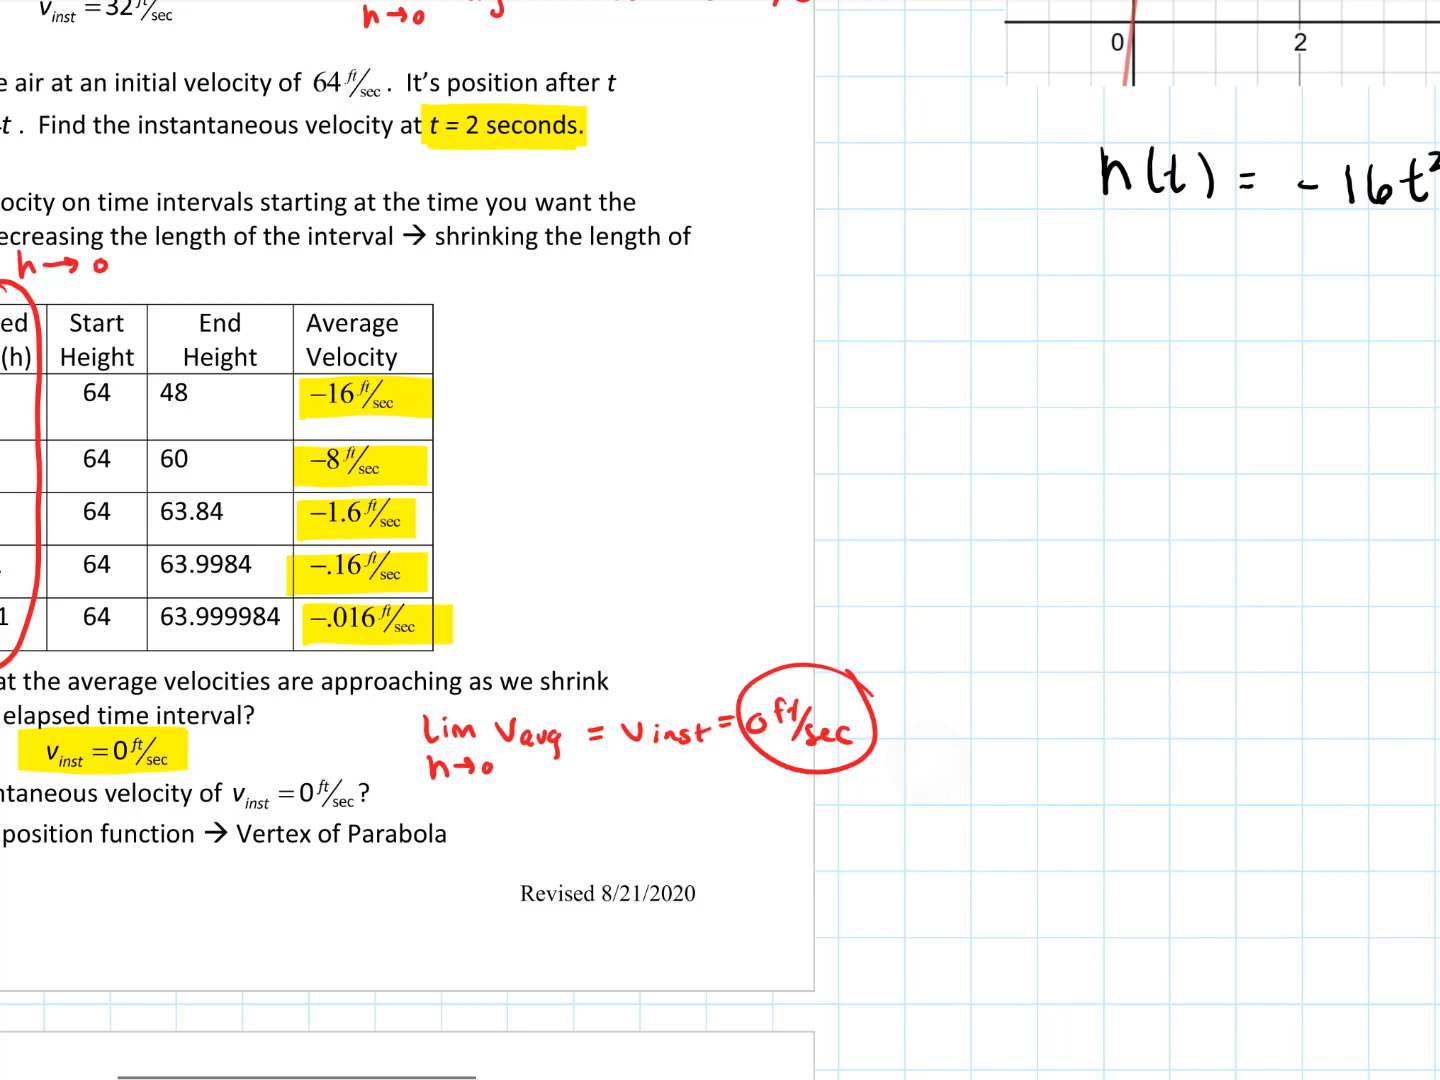 v_inst = 32 ft/sec
h→0
0 2
e air at an initial velocity of 64 ft/sec. It's position after t
t. Find the instantaneous velocity at t = 2 seconds.
h(t) = -16t²
ocity on time intervals starting at the time you want the
ecreasing the length of the interval → shrinking the length of
h→0
ed Start End Average
(h) Height Height Velocity
64 48 −16 ft/sec
64 60 −8 ft/sec
64 63.84 −1.6 ft/sec
64 63.9984 −.16 ft/sec
1 64 63.999984 −.016 ft/sec
at the average velocities are approaching as we shrink
elapsed time interval?
lim v avg = v inst = 0 ft/sec
h→0
v_inst = 0 ft/sec
ntaneous velocity of v_inst = 0 ft/sec?
position function → Vertex of Parabola
Revised 8/21/2020